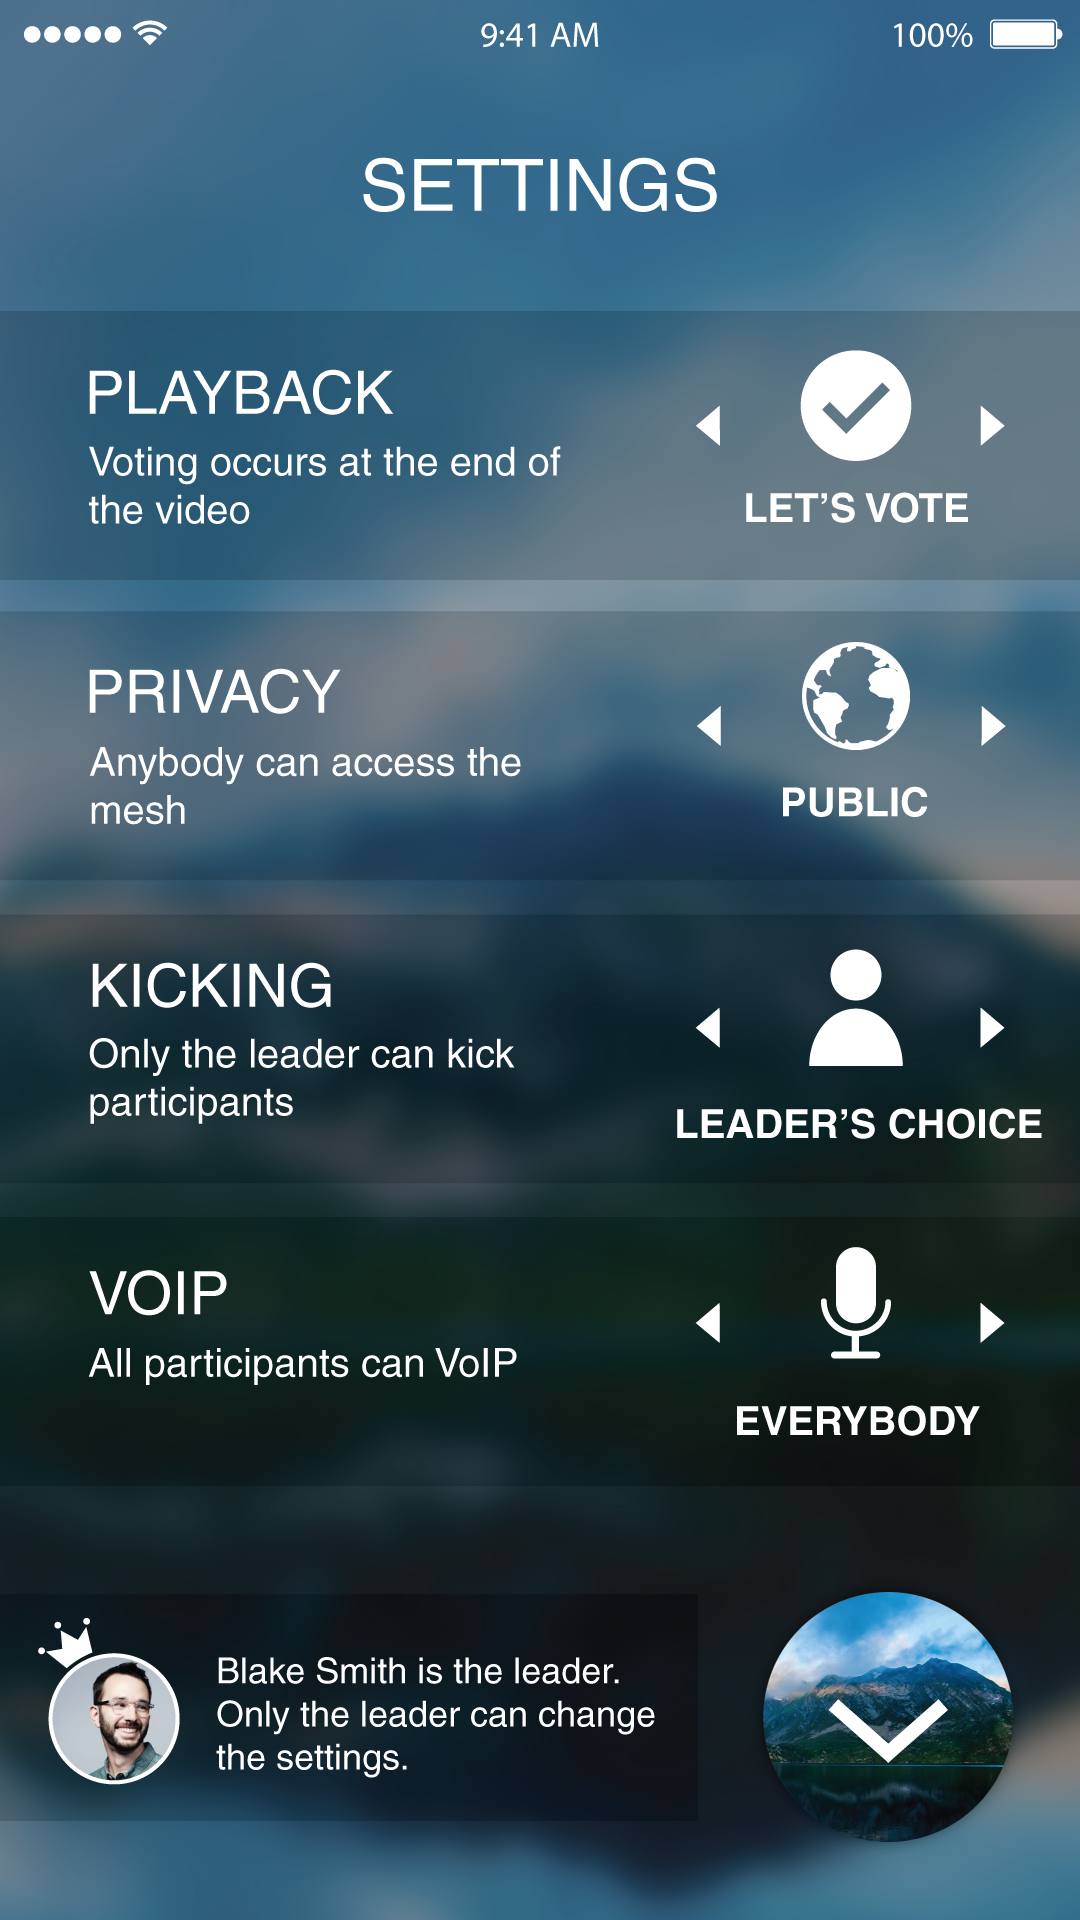 9:41 AM
100%
SETTINGS
PLAYBACK
Voting occurs at the end of
the video
LET’S VOTE
PRIVACY
Anybody can access the
mesh
PUBLIC
KICKING
Only the leader can kick
participants
LEADER’S CHOICE
VOIP
All participants can VoIP
EVERYBODY
Blake Smith is the leader.
Only the leader can change
the settings.